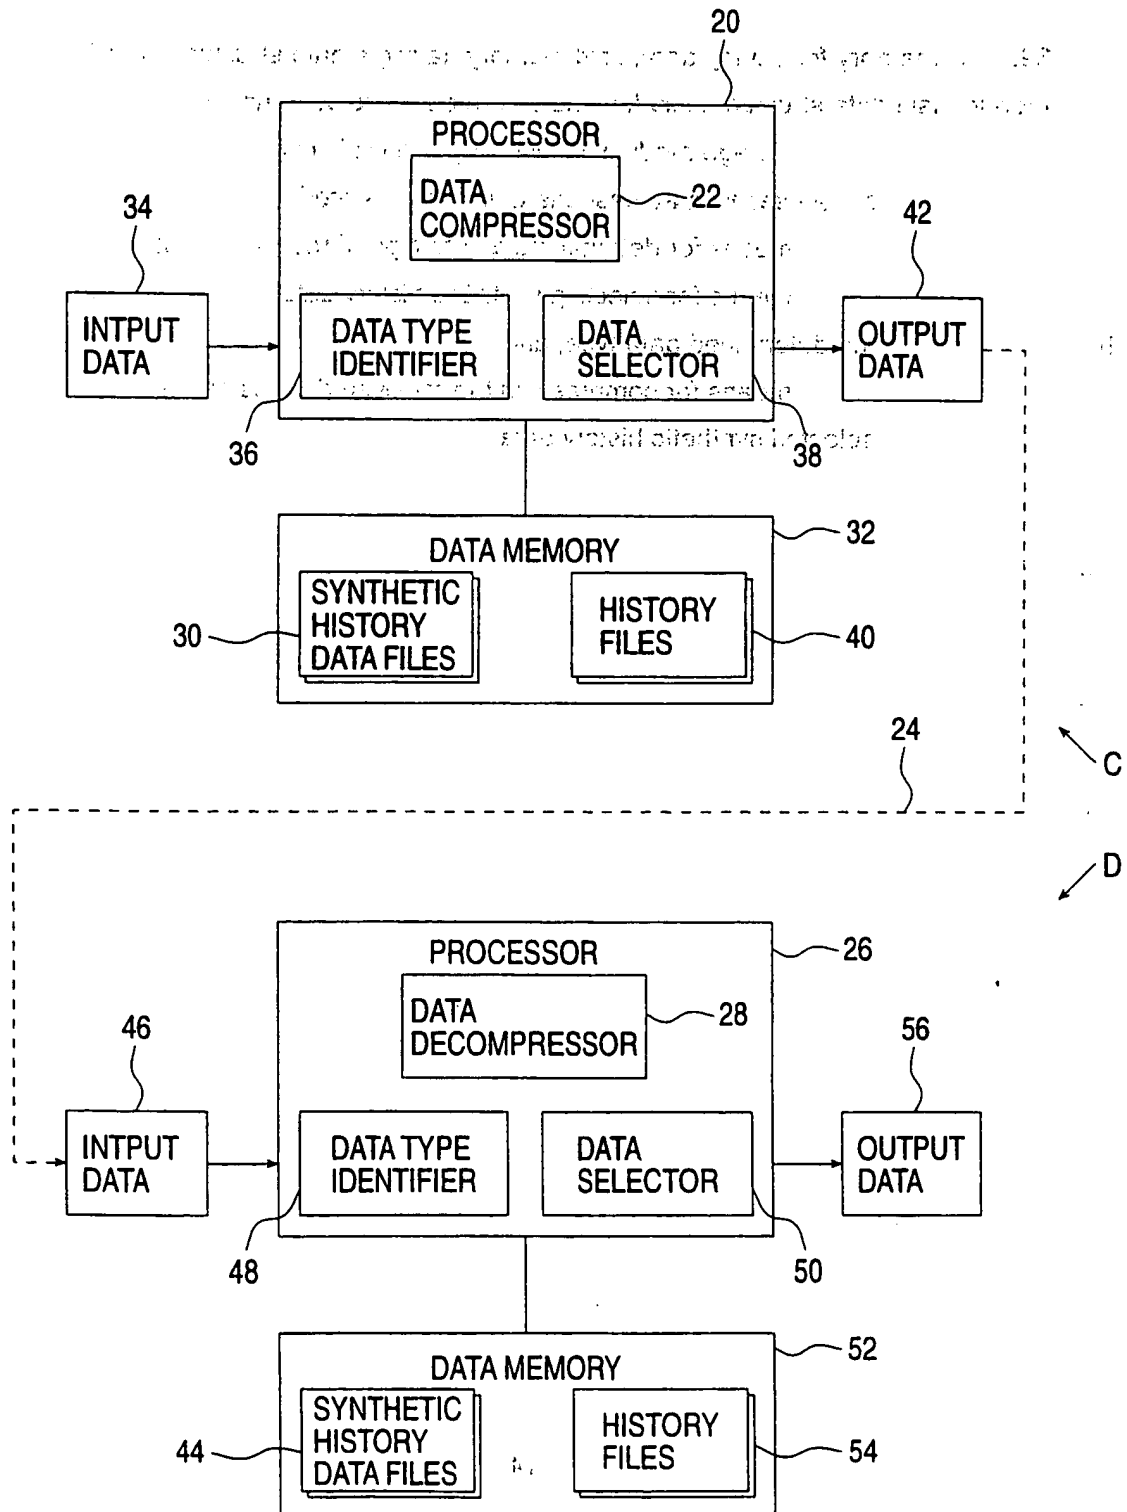 20
PROCESSOR
DATA
COMPRESSOR
22
34
42
INTPUT
DATA
DATA TYPE
IDENTIFIER
DATA
SELECTOR
OUTPUT
DATA
36
38
DATA MEMORY
32
SYNTHETIC
HISTORY
DATA FILES
30
HISTORY
FILES
40
24
C
D
PROCESSOR
26
DATA
DECOMPRESSOR
28
46
56
INTPUT
DATA
DATA TYPE
IDENTIFIER
DATA
SELECTOR
OUTPUT
DATA
48
50
DATA MEMORY
52
SYNTHETIC
HISTORY
DATA FILES
44
HISTORY
FILES
54